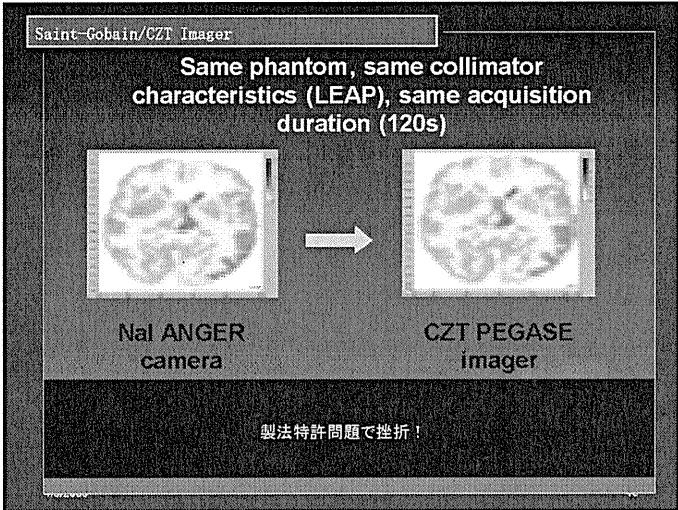 Saint-Gobain/CZT Imager
Same phantom, same collimator
characteristics (LEAP), same acquisition
duration (120s)
NaI ANGER
camera
CZT PEGASE
imager
製法特許問題で挫折！